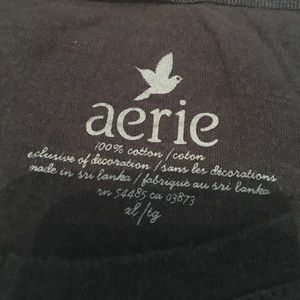 aerie
100% cotton / coton
eclusive of decoration / sans les décorations
made in sri lanka / fabriqué au sri lanka
rn 54485 ca 03873
xl / tg